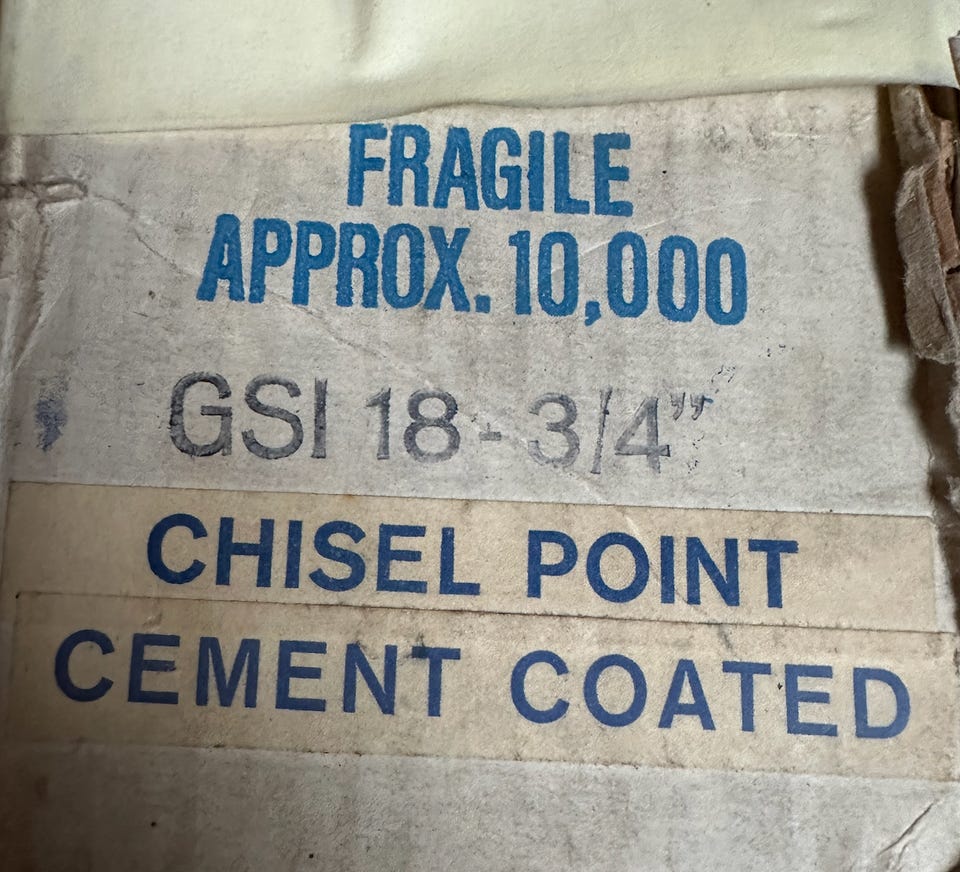 FRAGILE
APPROX. 10,000
GSI 18 - 3/4""
CHISEL POINT
CEMENT COATED